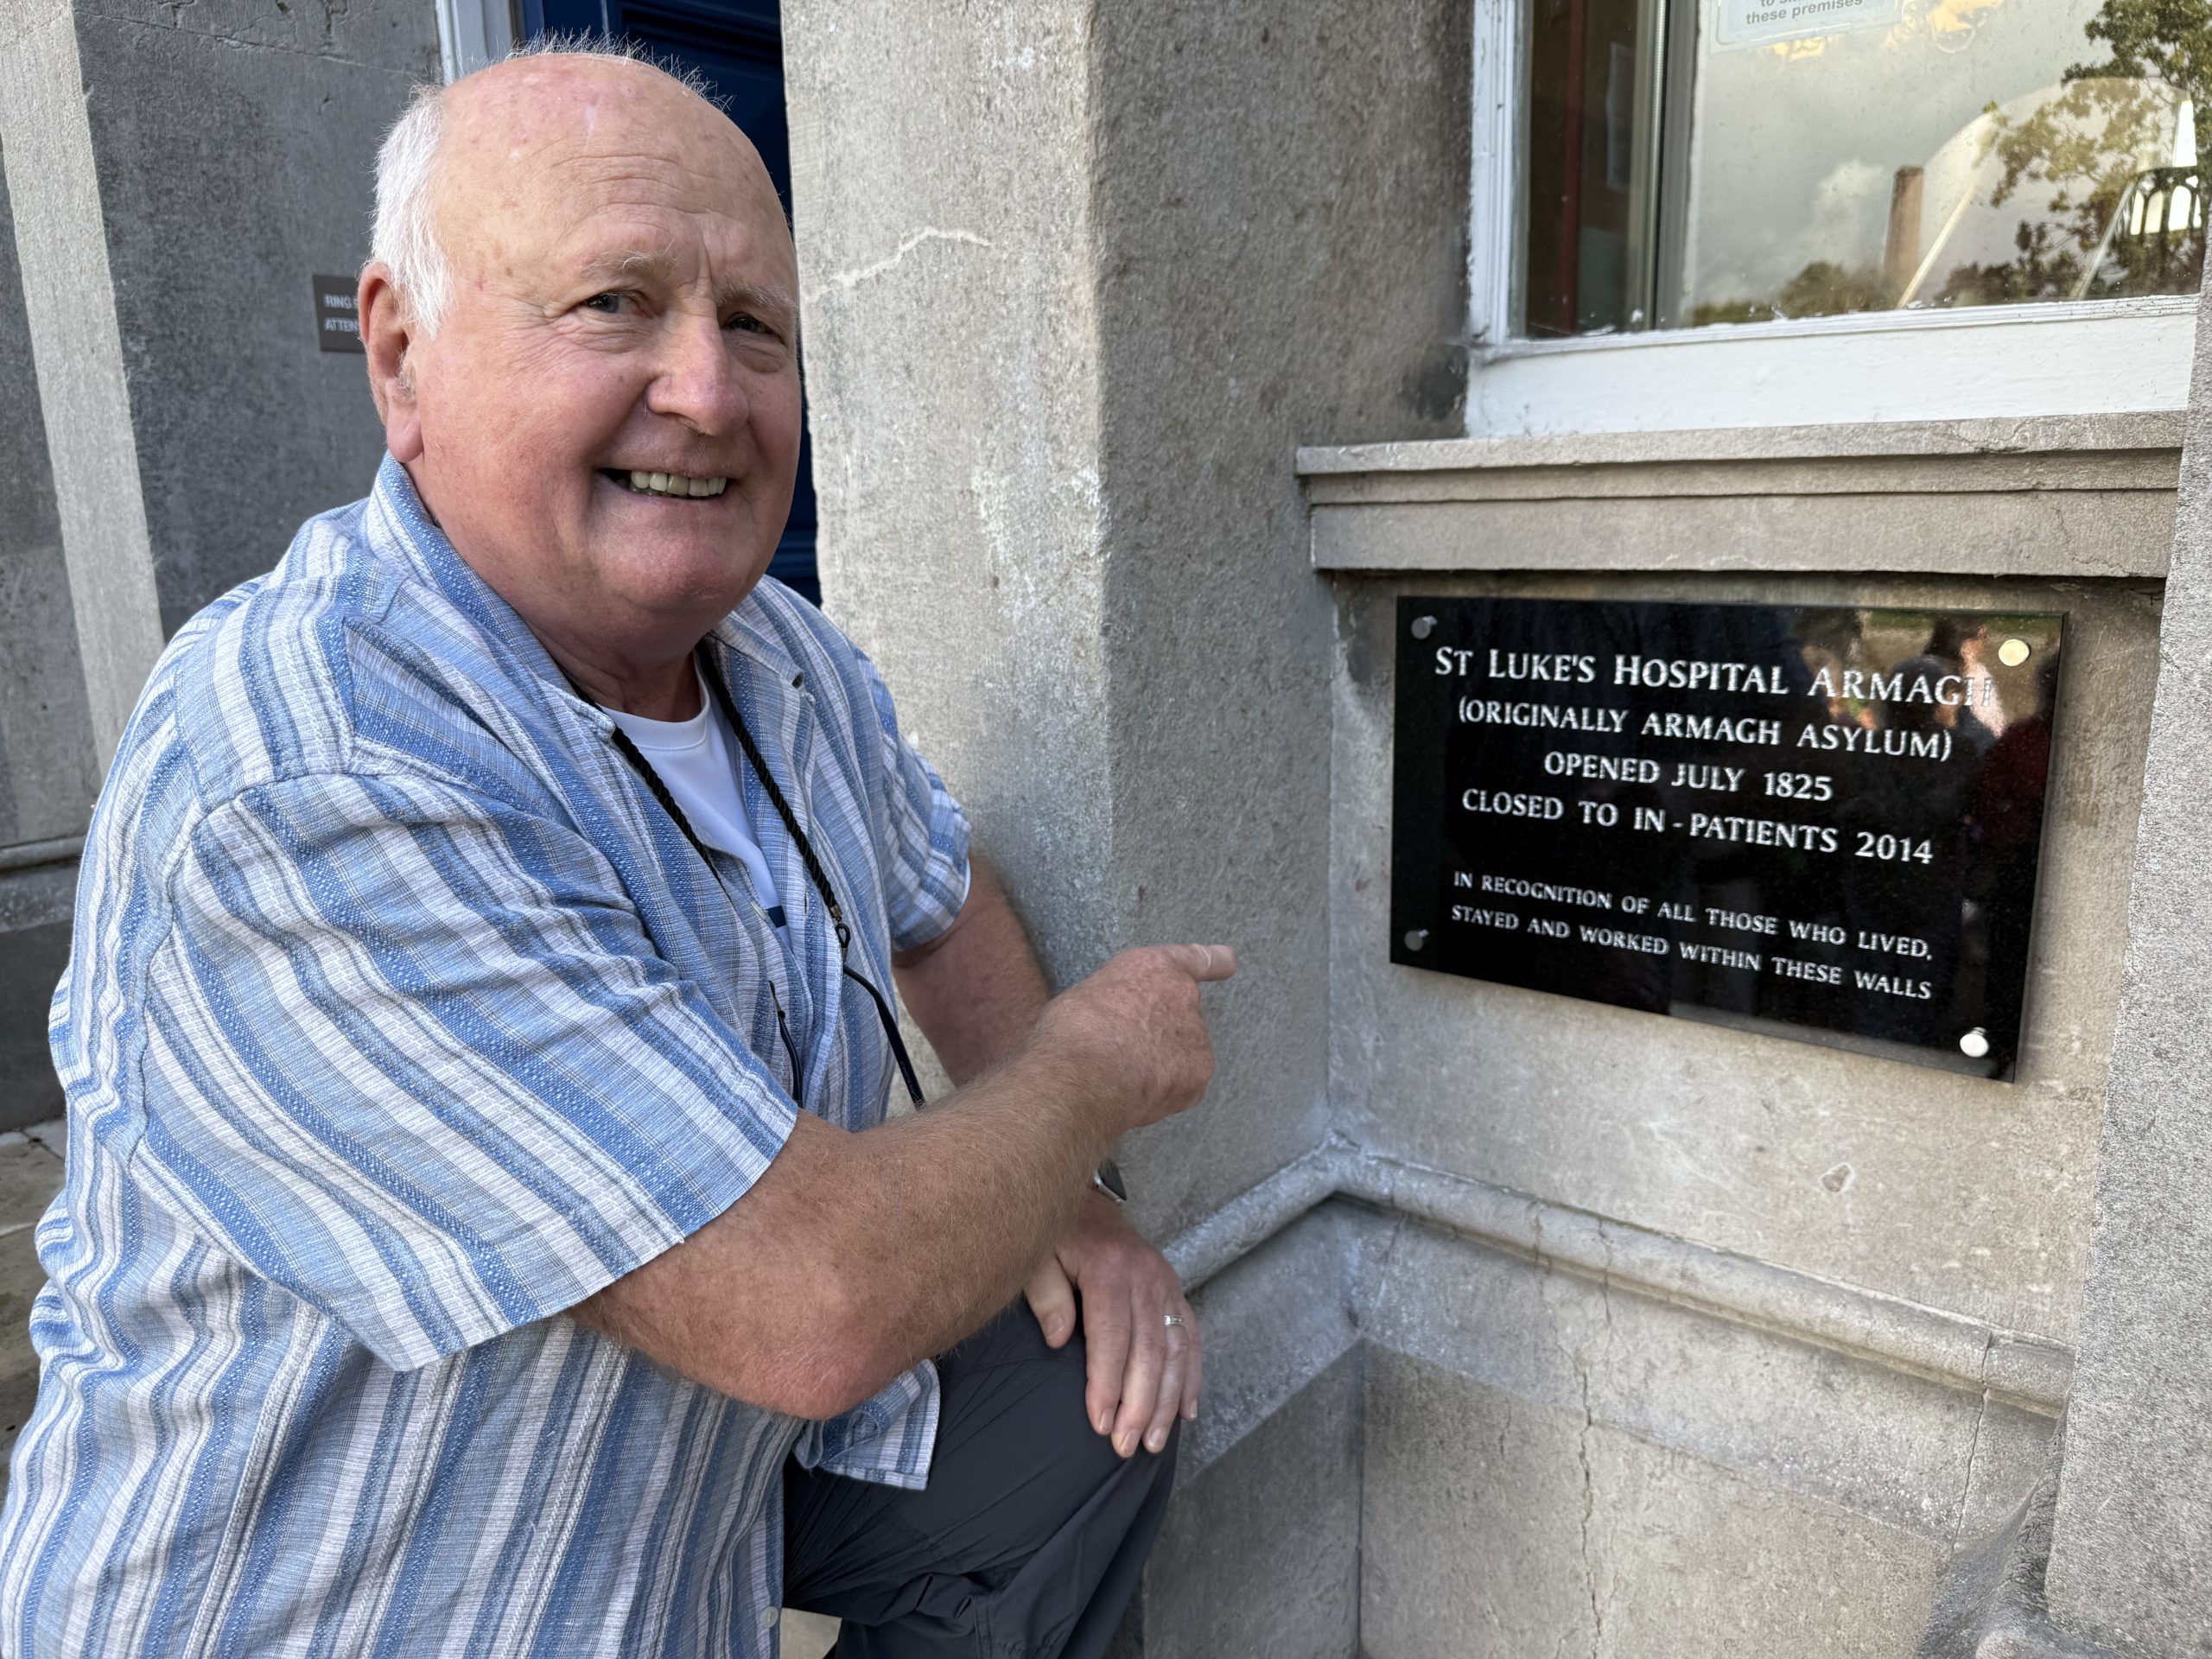 these premises
RING
ST LUKE'S HOSPITAL ARMAGH
(ORIGINALLY ARMAGH ASYLUM)
OPENED JULY 1825
CLOSED TO IN-PATIENTS 2014
IN RECOGNITION OF ALL THOSE WHO LIVED,
STAYED AND WORKED WITHIN THESE WALLS